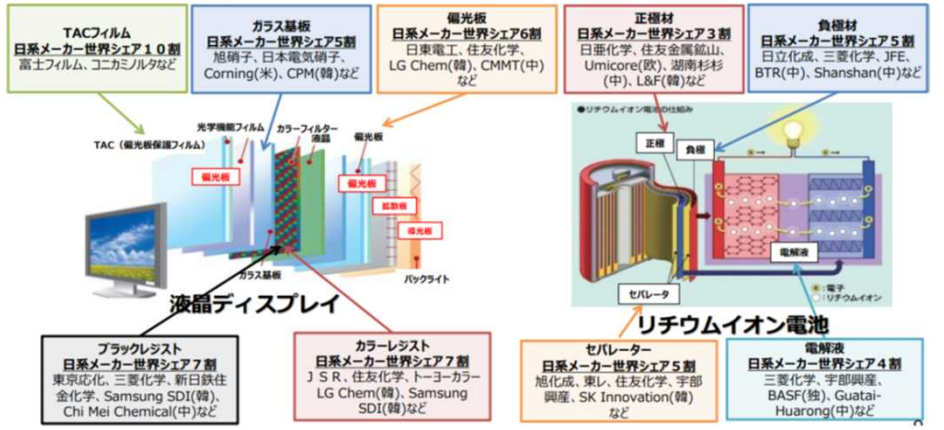 TACフィルム
日系メーカー世界シェア１０割
富士フィルム、コニカミノルタなど
ガラス基板
日系メーカー世界シェア5割
旭硝子、日本電気硝子、
Corning(米)、CPM(韓)など
偏光板
日系メーカー世界シェア6割
日東電工、住友化学、
LG Chem(韓)、CMMT(中)
など
正極材
日系メーカー世界シェア３割
日亜化学、住友金属鉱山、
Umicore(欧)、湖南杉杉
(中)、L&F(韓)など
負極材
日系メーカー世界シェア５割
日立化成、三菱化学、JFE、
BTR(中)、Shanshan(中)など
TAC（偏光板保護フィルム）
光学機能フィルム
カラーフィルター
液晶
偏光板
偏光板
偏光板
拡散板
導光板
ガラス基板
バックライト
液晶ディスプレイ
●リチウムイオン電池の仕組み
正極
負極
電解液
セパレータ
⊖:電子
○:リチウムイオン
リチウムイオン電池
ブラックレジスト
日系メーカー世界シェア７割
東京応化、三菱化学、新日鉄住
金化学、Samsung SDI(韓)、
Chi Mei Chemical(中)など
カラーレジスト
日系メーカー世界シェア7割
ＪＳＲ、住友化学、トーヨーカラー
LG Chem(韓)、Samsung
SDI(韓)など
セパレーター
日系メーカー世界シェア５割
旭化成、東レ、住友化学、宇部
興産、SK Innovation(韓)
など
電解液
日系メーカー世界シェア４割
三菱化学、宇部興産、
BASF(独)、Guatai-
Huarong(中)など